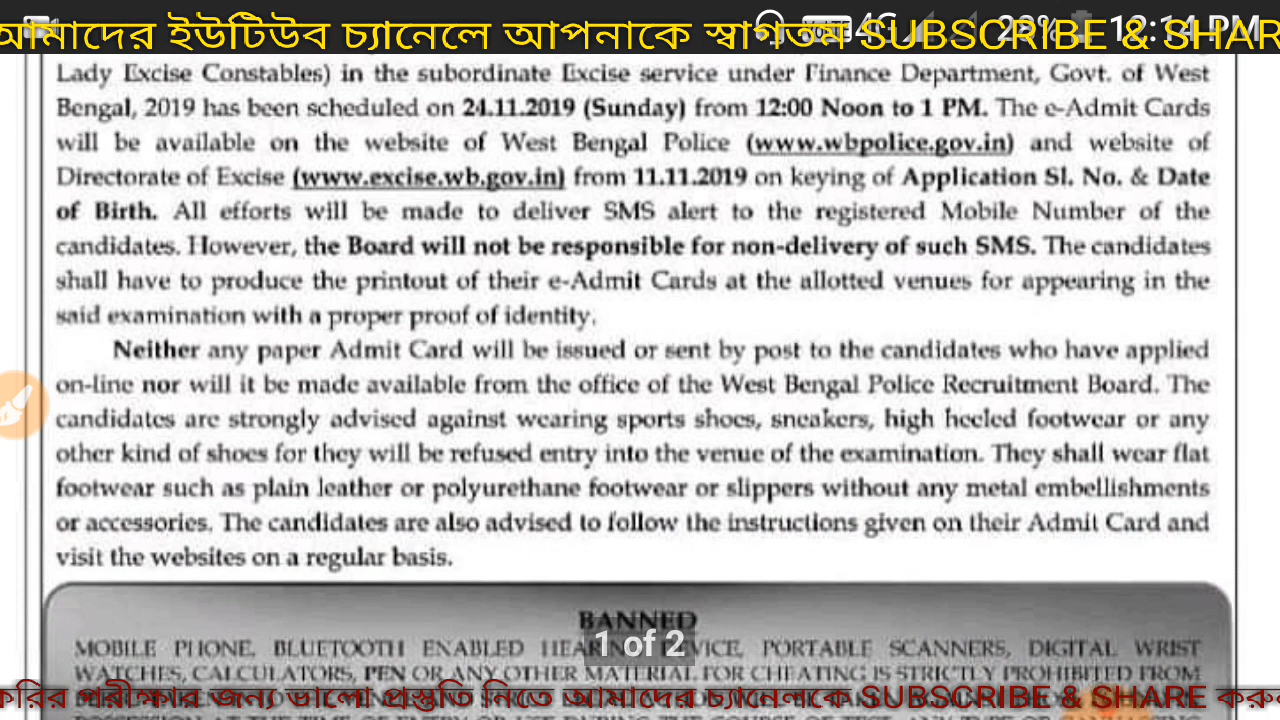 আমাদের ইউটিউব চ্যানেলে আপনাকে স্বাগতম SUBSCRIBE & SHAR
4G 28% 12:14 PM
Lady Excise Constables) in the subordinate Excise service under Finance Department, Govt. of West
Bengal, 2019 has been scheduled on 24.11.2019 (Sunday) from 12:00 Noon to 1 PM. The e-Admit Cards
will be available on the website of West Bengal Police (www.wbpolice.gov.in) and website of
Directorate of Excise (www.excise.wb.gov.in) from 11.11.2019 on keying of Application Sl. No. & Date
of Birth. All efforts will be made to deliver SMS alert to the registered Mobile Number of the
candidates. However, the Board will not be responsible for non-delivery of such SMS. The candidates
shall have to produce the printout of their e-Admit Cards at the allotted venues for appearing in the
said examination with a proper proof of identity.
Neither any paper Admit Card will be issued or sent by post to the candidates who have applied
on-line nor will it be made available from the office of the West Bengal Police Recruitment Board. The
candidates are strongly advised against wearing sports shoes, sneakers, high heeled footwear or any
other kind of shoes for they will be refused entry into the venue of the examination. They shall wear flat
footwear such as plain leather or polyurethane footwear or slippers without any metal embellishments
or accessories. The candidates are also advised to follow the instructions given on their Admit Card and
visit the websites on a regular basis.
BANNED
1 of 2
MOBILE PHONE, BLUETOOTH ENABLED PORTABLE SCANNERS, DIGITAL WRIST
WATCHES, CALCULATORS, PEN OR ANY OTHER MATERIAL FOR CHEATING IS STRICTLY PROHIBITED FROM
করির পরীক্ষার জন্য ভালো প্রস্তুতি নিতে আমাদের চ্যানেলকে SUBSCRIBE & SHARE